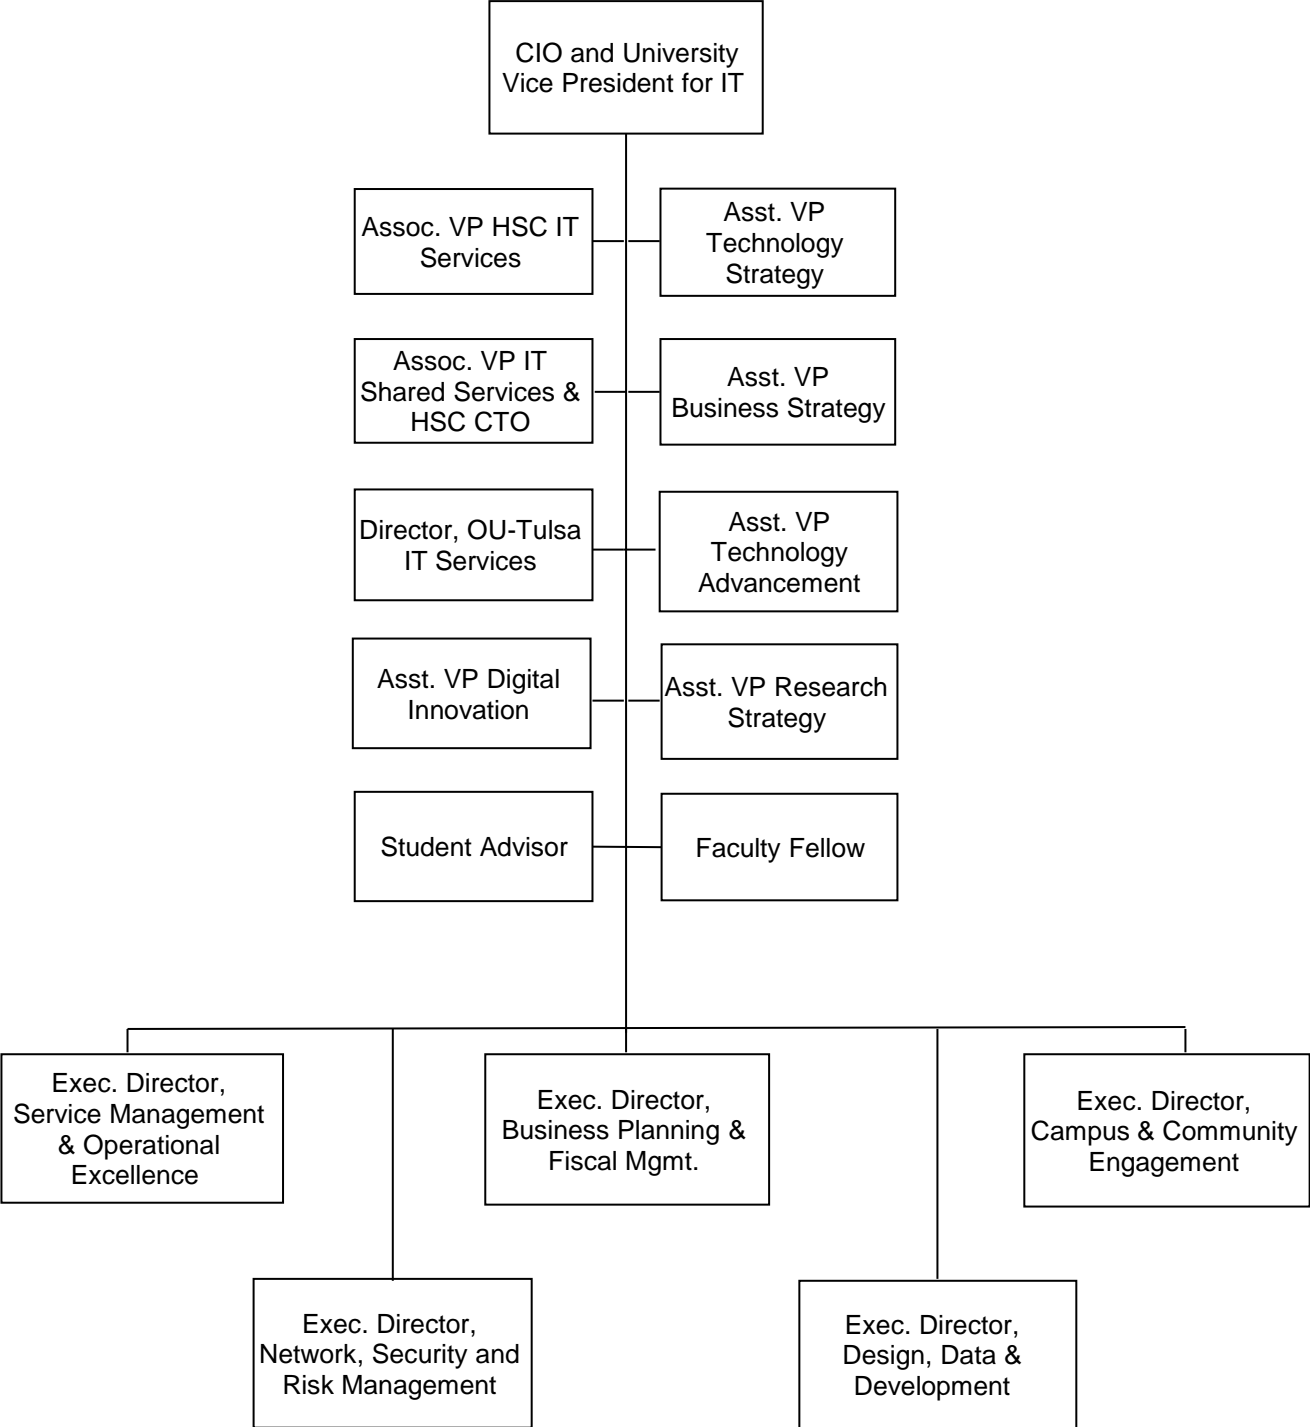 CIO and University
Vice President for IT
Assoc. VP HSC IT
Services
Asst. VP
Technology
Strategy
Assoc. VP IT
Shared Services &
HSC CTO
Asst. VP
Business Strategy
Director, OU-Tulsa
IT Services
Asst. VP
Technology
Advancement
Asst. VP Digital
Innovation
Asst. VP Research
Strategy
Student Advisor
Faculty Fellow
Exec. Director,
Service Management
& Operational
Excellence
Exec. Director,
Business Planning &
Fiscal Mgmt.
Exec. Director,
Campus & Community
Engagement
Exec. Director,
Network, Security and
Risk Management
Exec. Director,
Design, Data &
Development